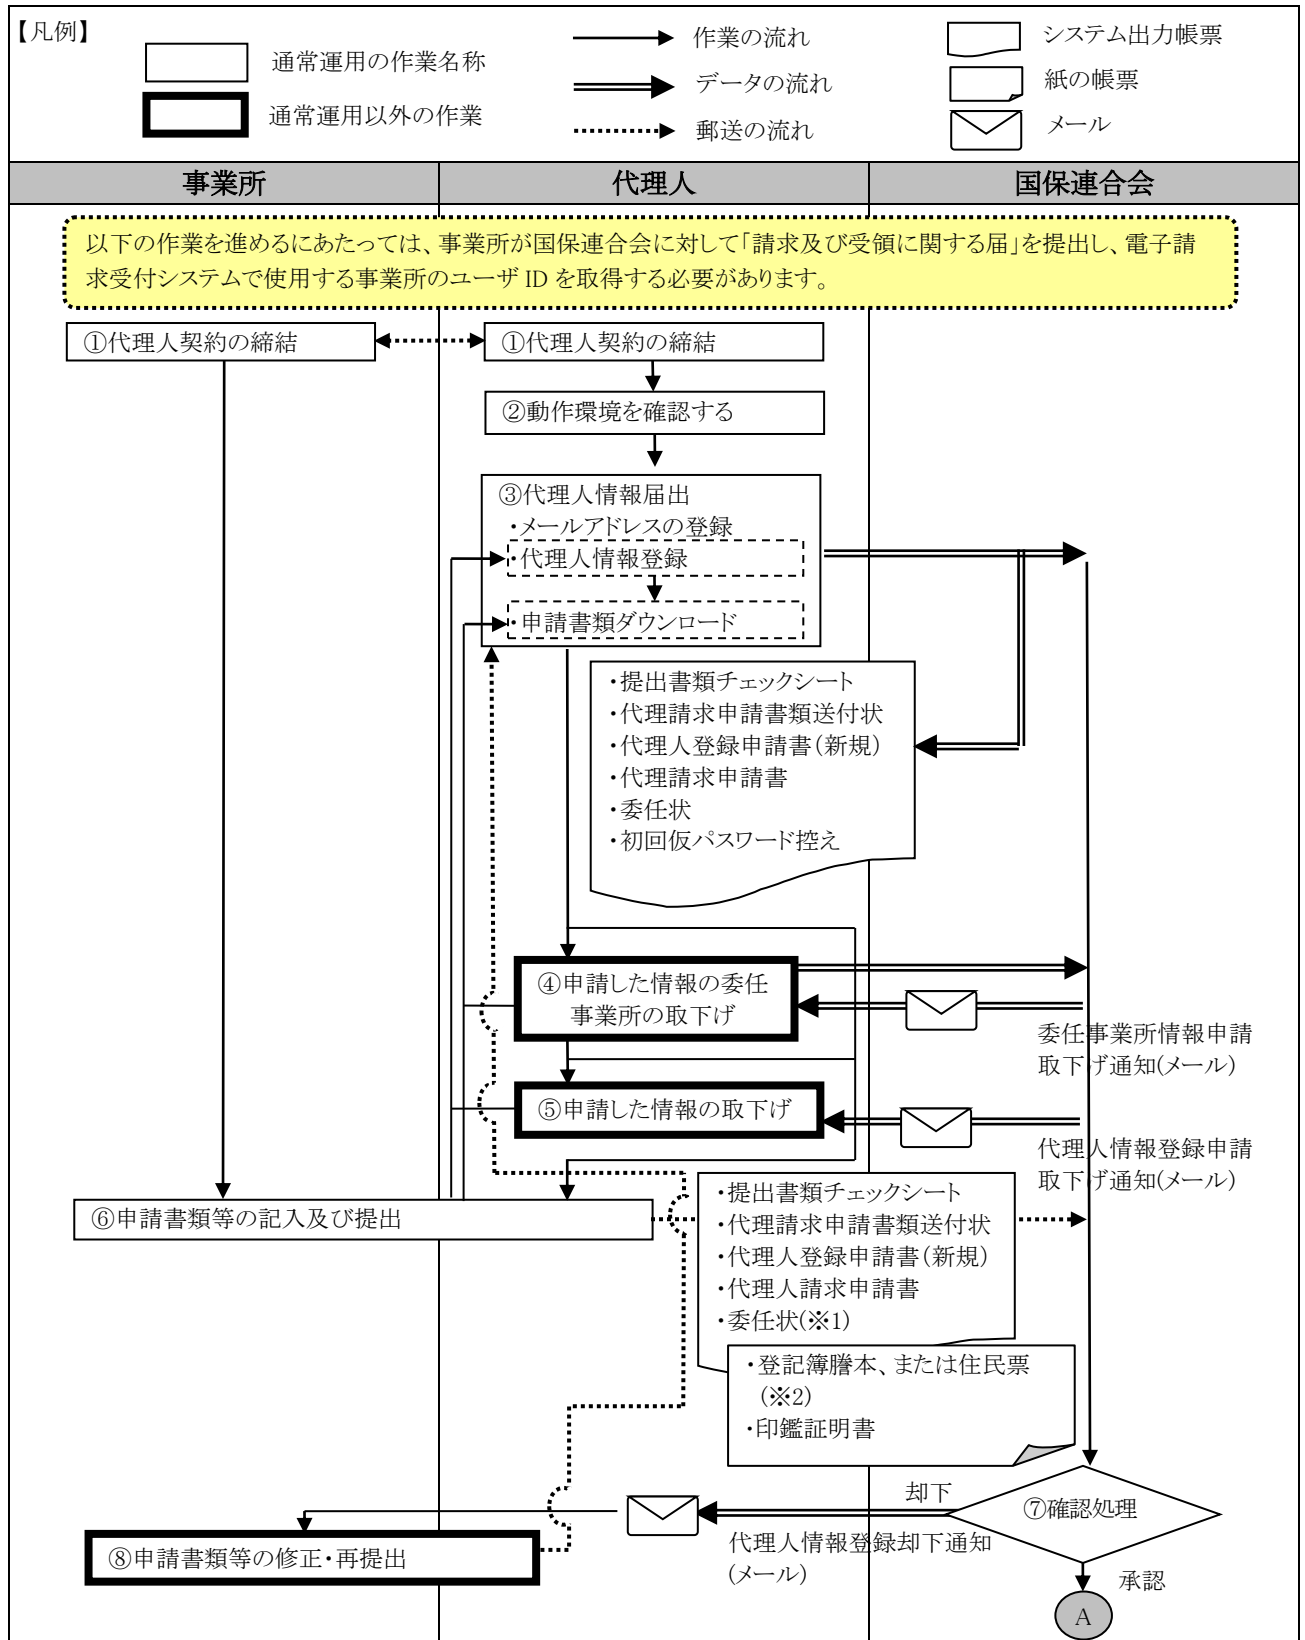 【凡例】
通常運用の作業名称
通常運用以外の作業
作業の流れ
データの流れ
郵送の流れ
システム出力帳票
紙の帳票
メール
事業所
代理人
国保連合会
以下の作業を進めるにあたっては、事業所が国保連合会に対して「請求及び受領に関する届」を提出し、電子請
求受付システムで使用する事業所のユーザ ID を取得する必要があります。
①代理人契約の締結
①代理人契約の締結
②動作環境を確認する
③代理人情報届出
・メールアドレスの登録
・代理人情報登録
・申請書類ダウンロード
・提出書類チェックシート
・代理請求申請書類送付状
・代理人登録申請書(新規)
・代理請求申請書
・委任状
・初回仮パスワード控え
④申請した情報の委任
事業所の取下げ
委任事業所情報申請
取下げ通知(メール)
⑤申請した情報の取下げ
代理人情報登録申請
取下げ通知(メール)
⑥申請書類等の記入及び提出
・提出書類チェックシート
・代理請求申請書類送付状
・代理人登録申請書(新規)
・代理人請求申請書
・委任状(※1)
・登記簿謄本、または住民票
(※2)
・印鑑証明書
却下
⑦確認処理
代理人情報登録却下通知
(メール)
⑧申請書類等の修正・再提出
承認
A